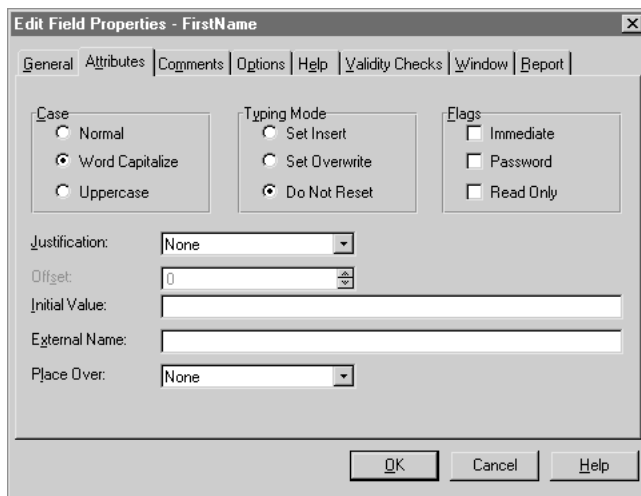 Edit Field Properties - FirstName
General Attributes Comments Options Help Validity Checks Window Report
Case Typing Mode Flags
Normal Set Insert Immediate
Word Capitalize Set Overwrite Password
Uppercase Do Not Reset Read Only
Justification: None
Offset: 0
Initial Value:
External Name:
Place Over: None
OK Cancel Help